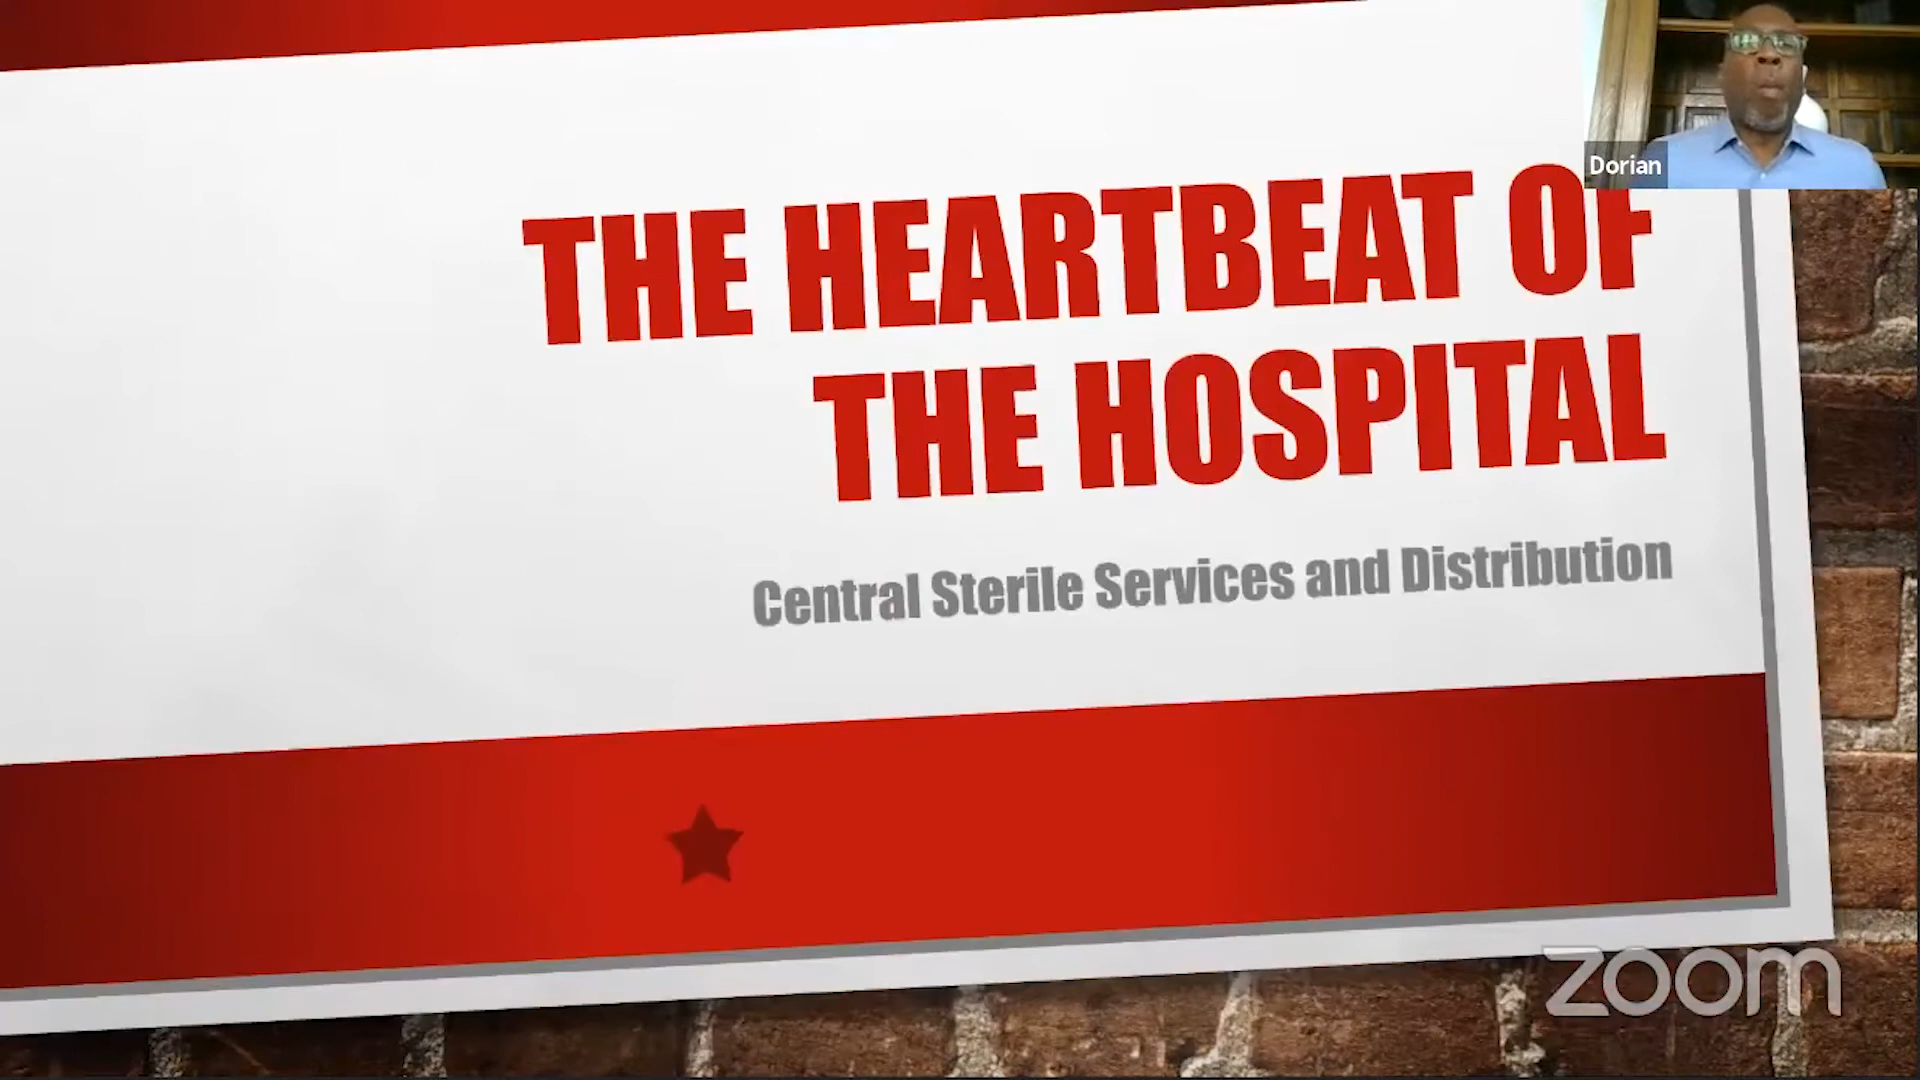 Dorian
THE HEARTBEAT OF
THE HOSPITAL
Central Sterile Services and Distribution
zoom